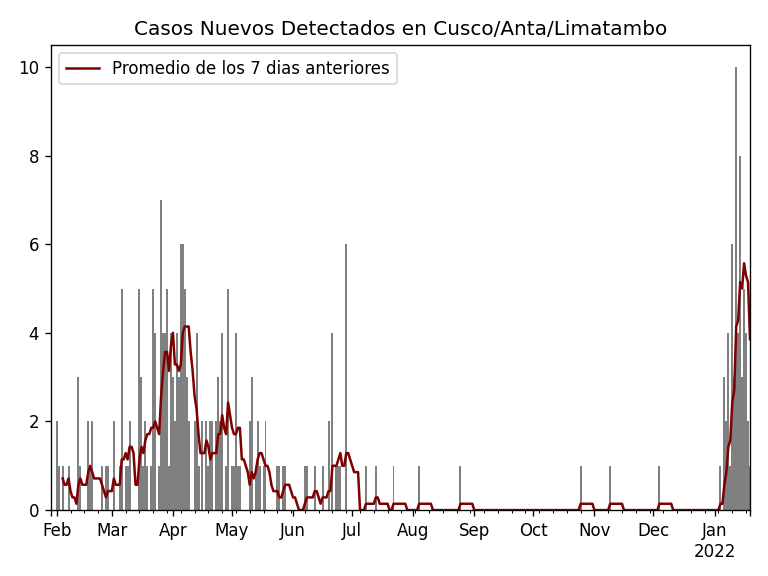 Casos Nuevos Detectados en Cusco/Anta/Limatambo
Promedio de los 7 dias anteriores
10
8
6
4
2
0
Feb Mar Apr May Jun Jul Aug Sep Oct Nov Dec Jan
2022